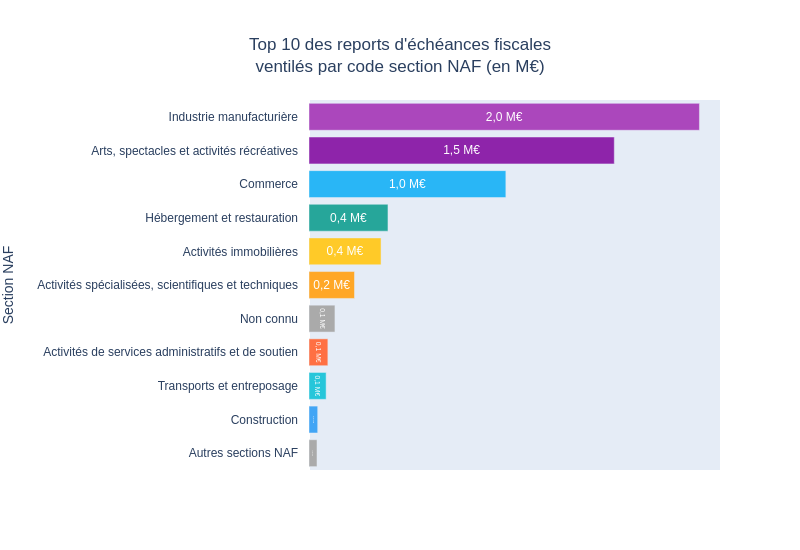 Top 10 des reports d'échéances fiscales
ventilés par code section NAF (en M€)
Section NAF
Industrie manufacturière 2,0 M€
Arts, spectacles et activités récréatives 1,5 M€
Commerce 1,0 M€
Hébergement et restauration 0,4 M€
Activités immobilières 0,4 M€
Activités spécialisées, scientifiques et techniques 0,2 M€
Non connu 0,1 M€
Activités de services administratifs et de soutien 0,1 M€
Transports et entreposage 0,1 M€
Construction
Autres sections NAF